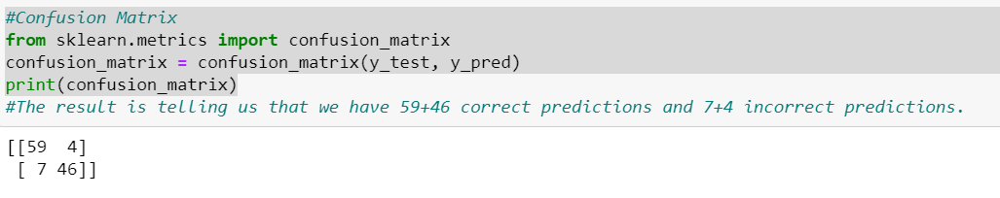 #Confusion Matrix
from sklearn.metrics import confusion_matrix
confusion_matrix = confusion_matrix(y_test, y_pred)
print(confusion_matrix)
#The result is telling us that we have 59+46 correct predictions and 7+4 incorrect predictions.
[[59  4]
 [ 7 46]]